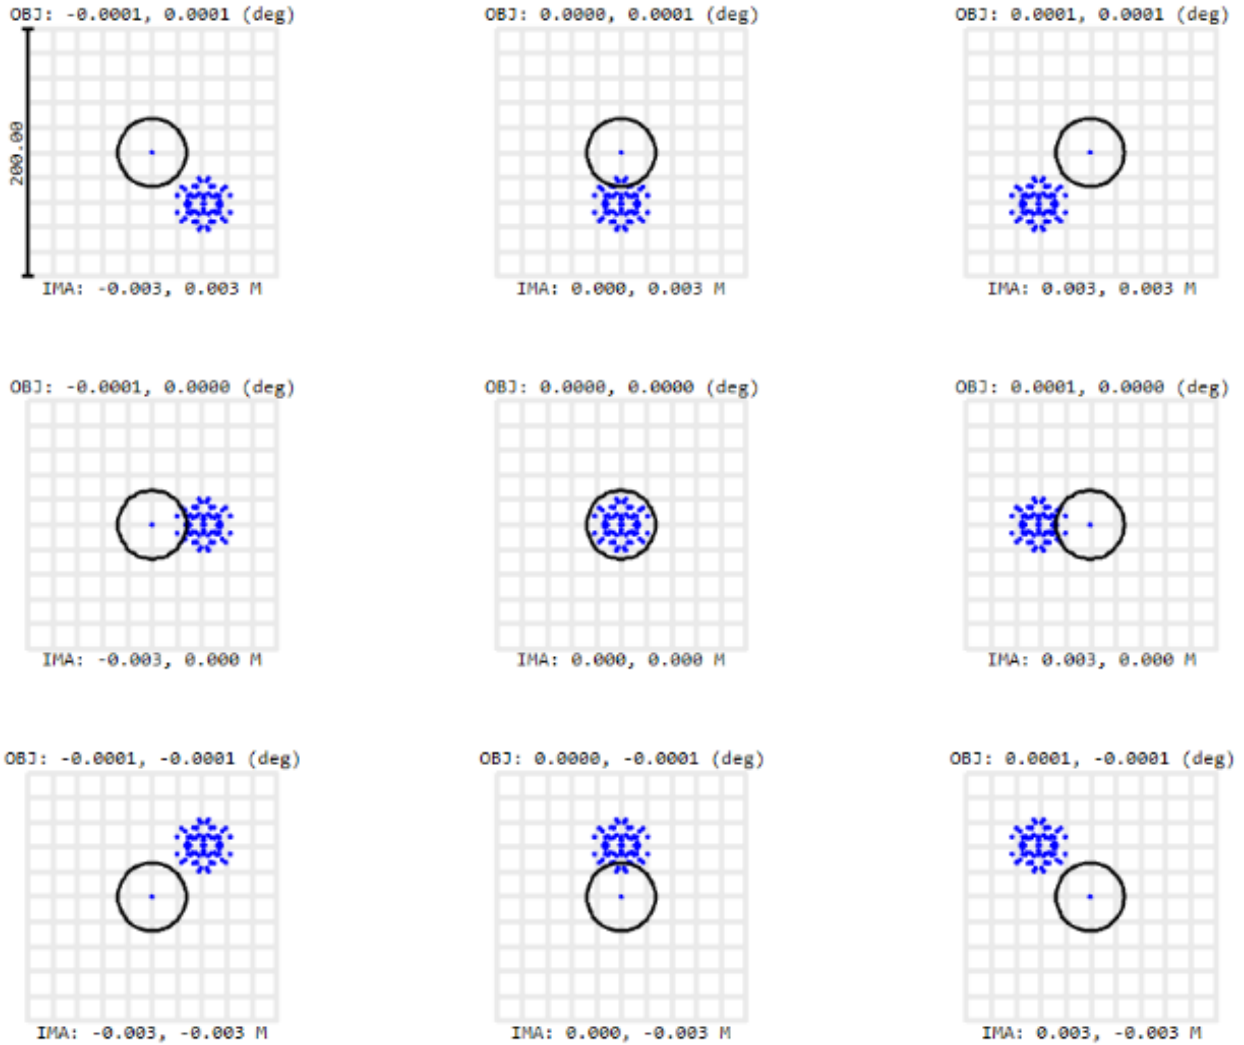 OBJ: -0.0001, 0.0001 (deg)
OBJ: 0.0000, 0.0001 (deg)
OBJ: 0.0001, 0.0001 (deg)
200.00
IMA: -0.003, 0.003 M
IMA: 0.000, 0.003 M
IMA: 0.003, 0.003 M
OBJ: -0.0001, 0.0000 (deg)
OBJ: 0.0000, 0.0000 (deg)
OBJ: 0.0001, 0.0000 (deg)
IMA: -0.003, 0.000 M
IMA: 0.000, 0.000 M
IMA: 0.003, 0.000 M
OBJ: -0.0001, -0.0001 (deg)
OBJ: 0.0000, -0.0001 (deg)
OBJ: 0.0001, -0.0001 (deg)
IMA: -0.003, -0.003 M
IMA: 0.000, -0.003 M
IMA: 0.003, -0.003 M